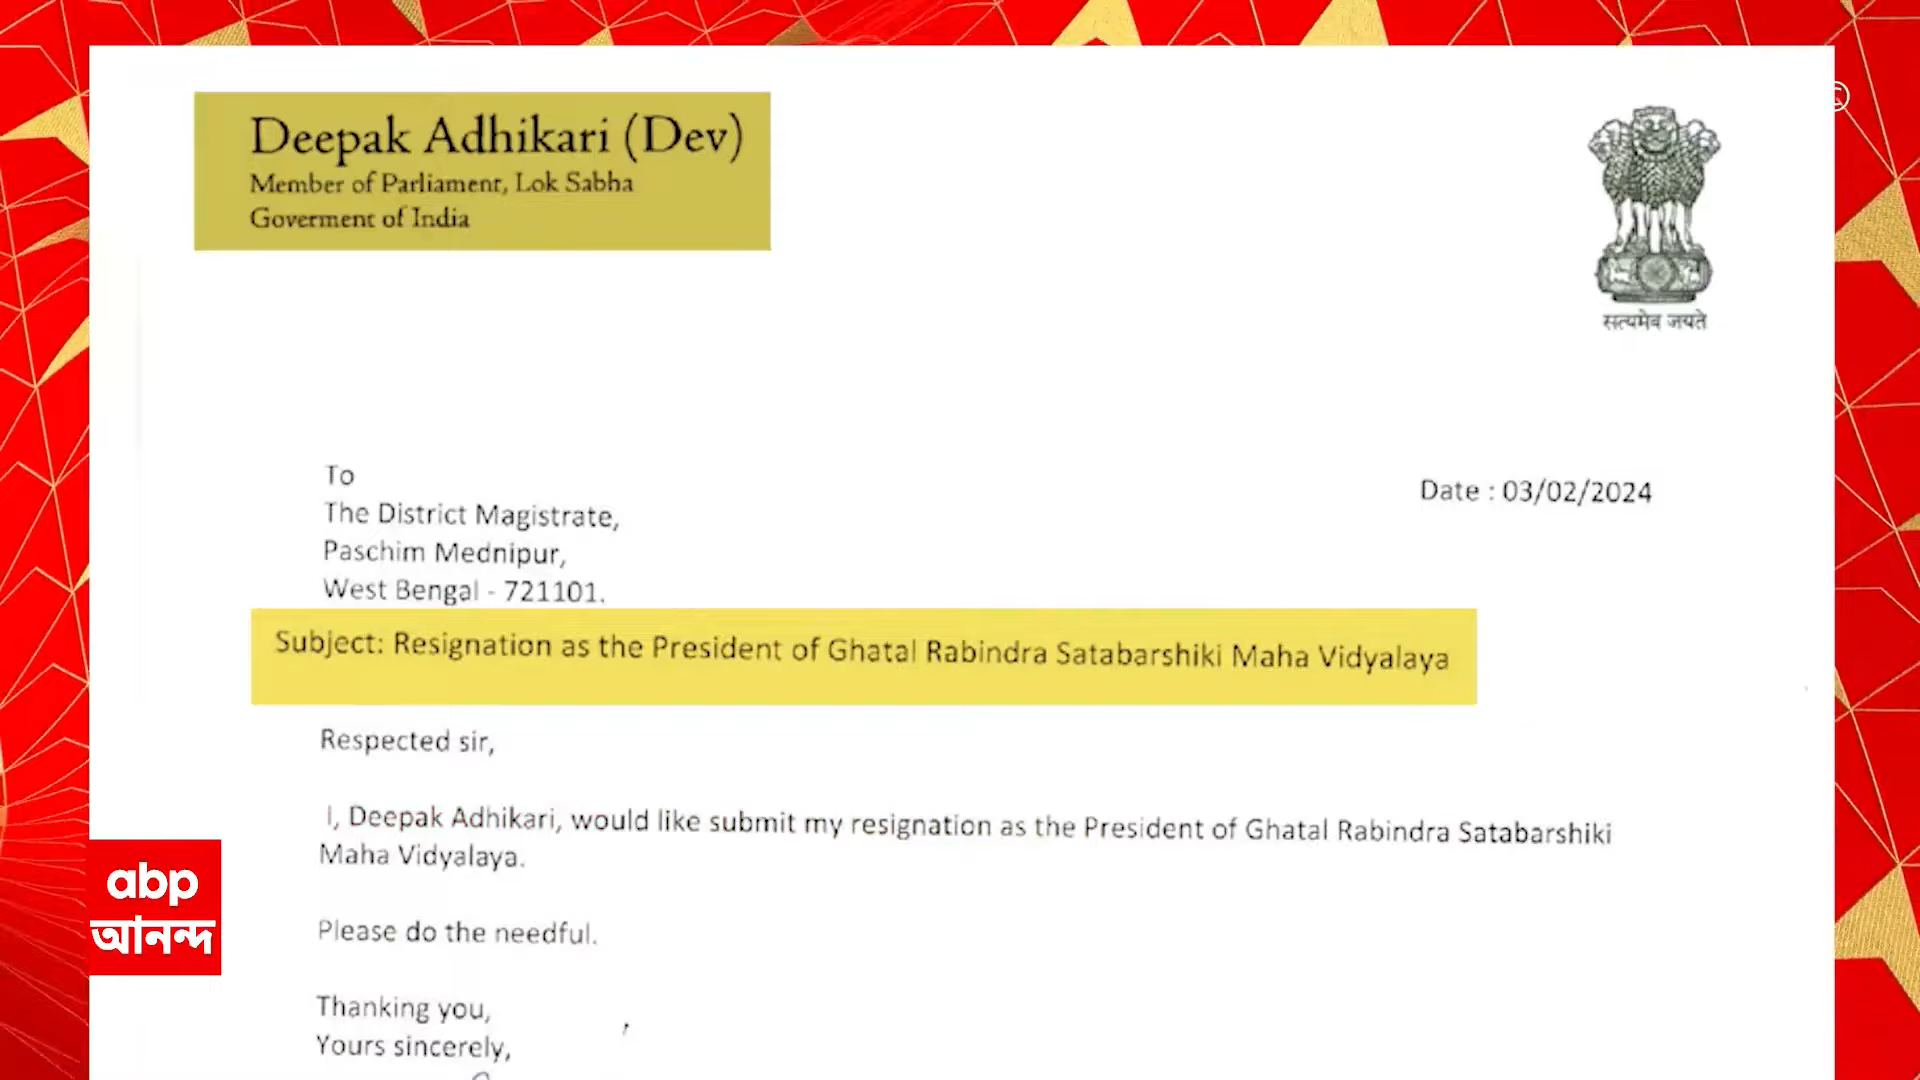 Deepak Adhikari (Dev)
Member of Parliament, Lok Sabha
Goverment of India
सत्यमेव जयते
To
Date : 03/02/2024
The District Magistrate,
Paschim Mednipur,
West Bengal - 721101.
Subject: Resignation as the President of Ghatal Rabindra Satabarshiki Maha Vidyalaya
Respected sir,
I, Deepak Adhikari, would like submit my resignation as the President of Ghatal Rabindra Satabarshiki
Maha Vidyalaya.
Please do the needful.
Thanking you,
Yours sincerely,
abp
আনন্দ